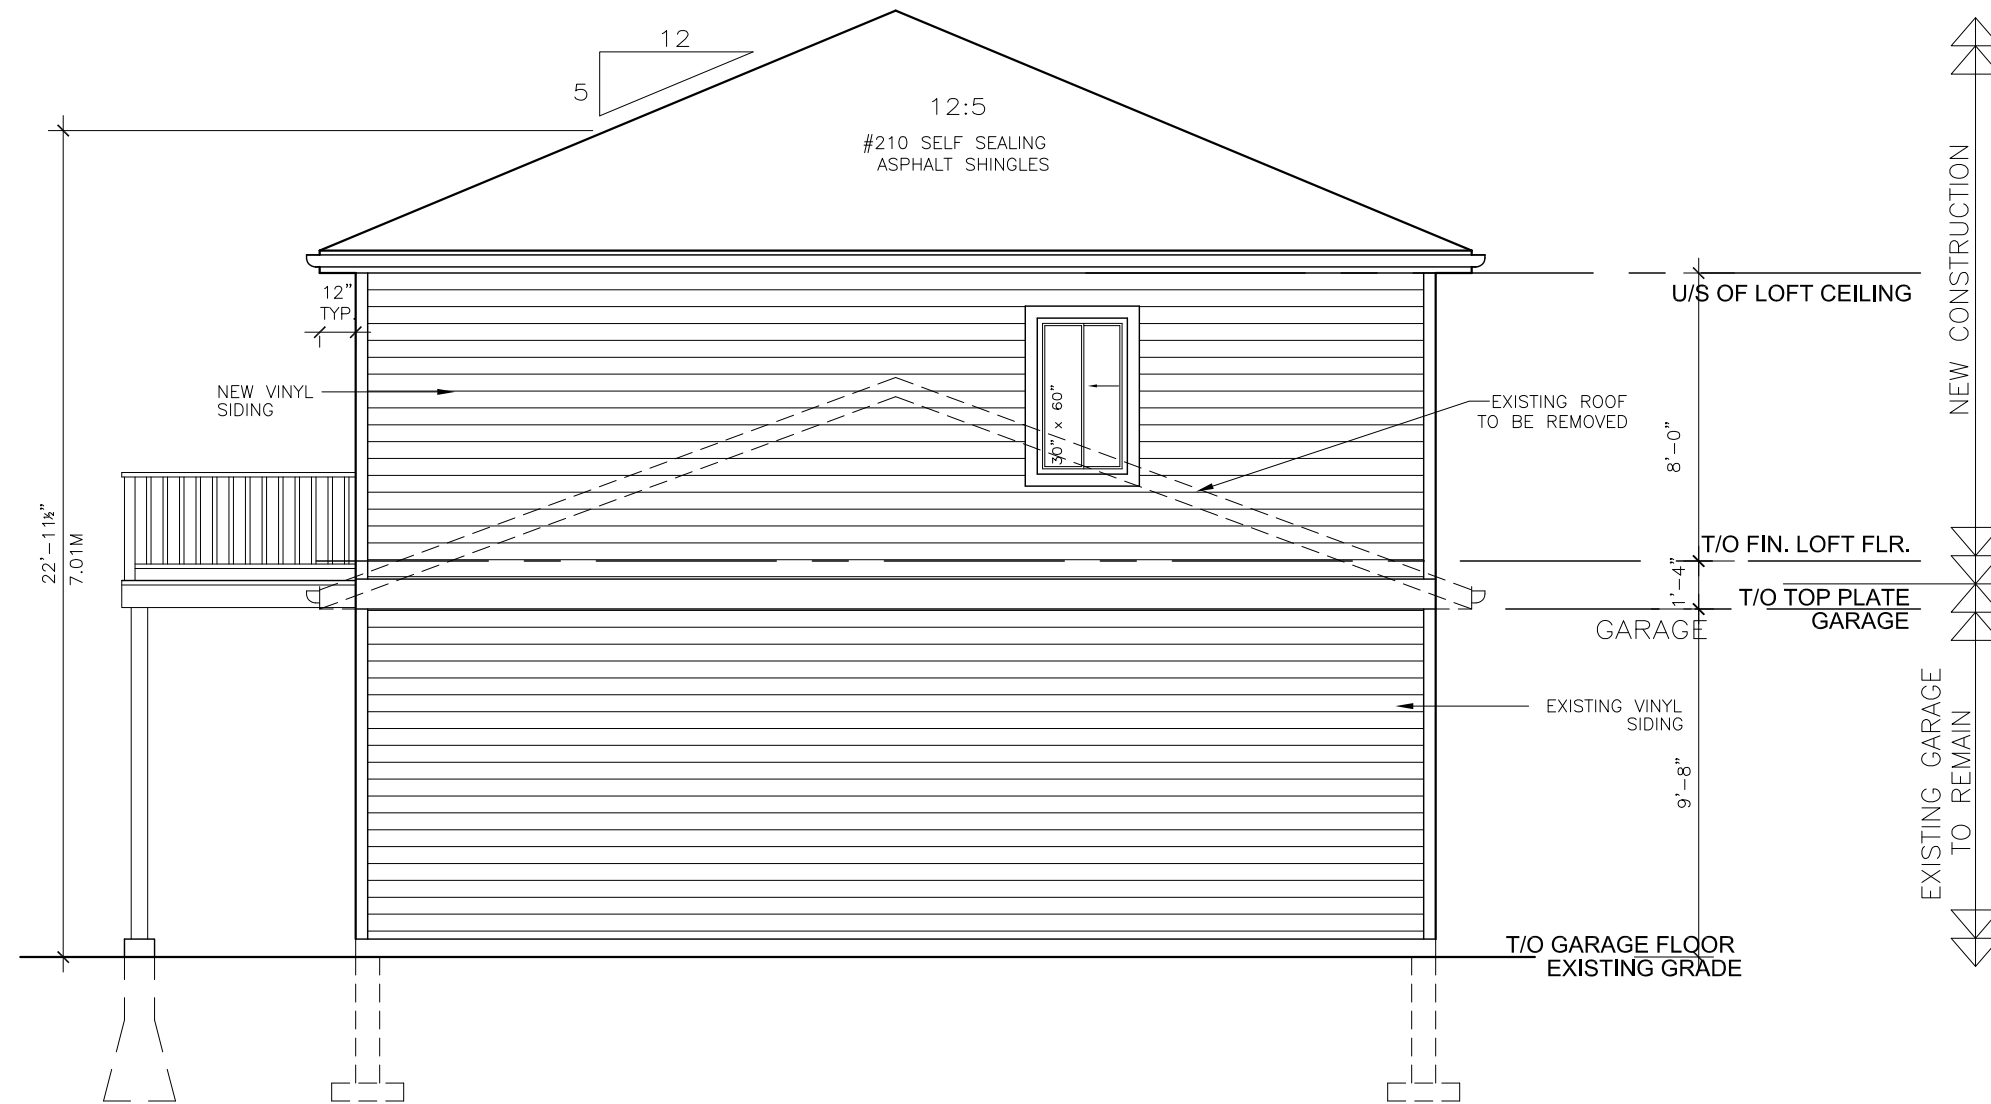 12
5
12:5
#210 SELF SEALING
ASPHALT SHINGLES
12"
TYP.
U/S OF LOFT CEILING
NEW CONSTRUCTION
NEW VINYL
SIDING
30" x 60"
EXISTING ROOF
TO BE REMOVED
8'-0"
22'-11½"
7.01M
T/O FIN. LOFT FLR.
1'-4"
T/O TOP PLATE
GARAGE
GARAGE
EXISTING VINYL
SIDING
9'-8"
EXISTING GARAGE
TO REMAIN
T/O GARAGE FLOOR
EXISTING GRADE